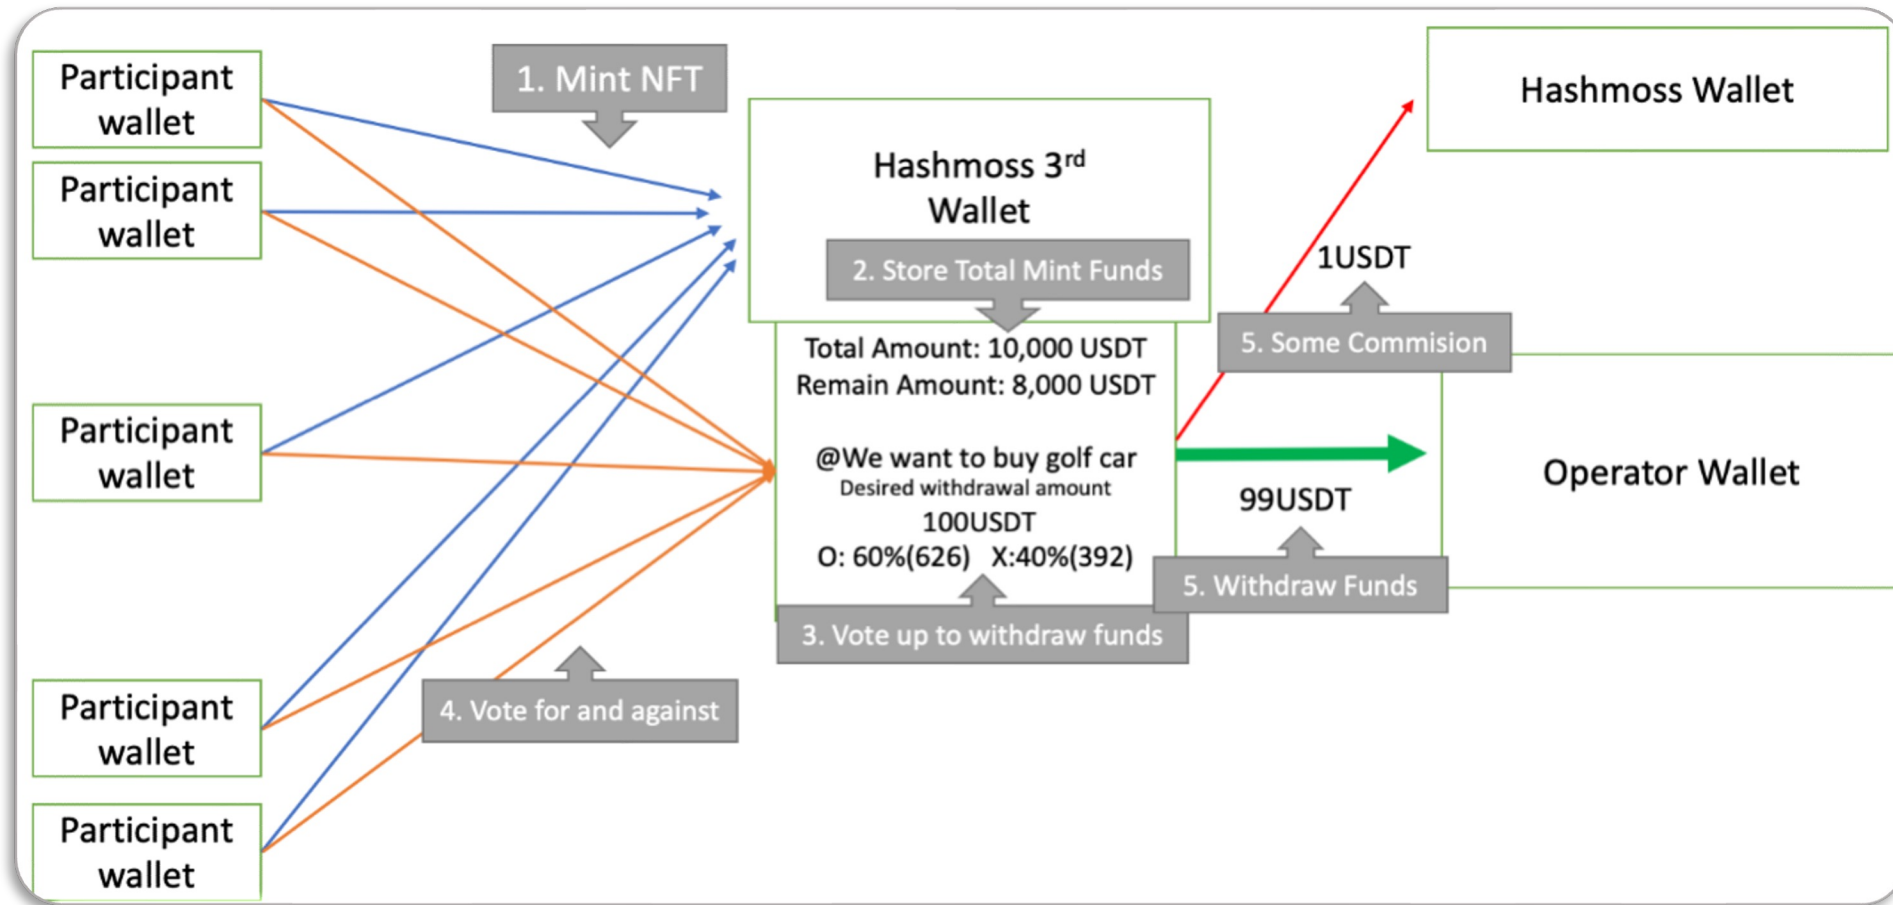 Participant
wallet
Participant
wallet
Participant
wallet
Participant
wallet
Participant
wallet
1. Mint NFT
Hashmoss 3rd
Wallet
2. Store Total Mint Funds
Total Amount: 10,000 USDT
Remain Amount: 8,000 USDT
@We want to buy golf car
Desired withdrawal amount
100USDT
O: 60%(626) X:40%(392)
3. Vote up to withdraw funds
4. Vote for and against
Hashmoss Wallet
1USDT
5. Some Commision
Operator Wallet
99USDT
5. Withdraw Funds